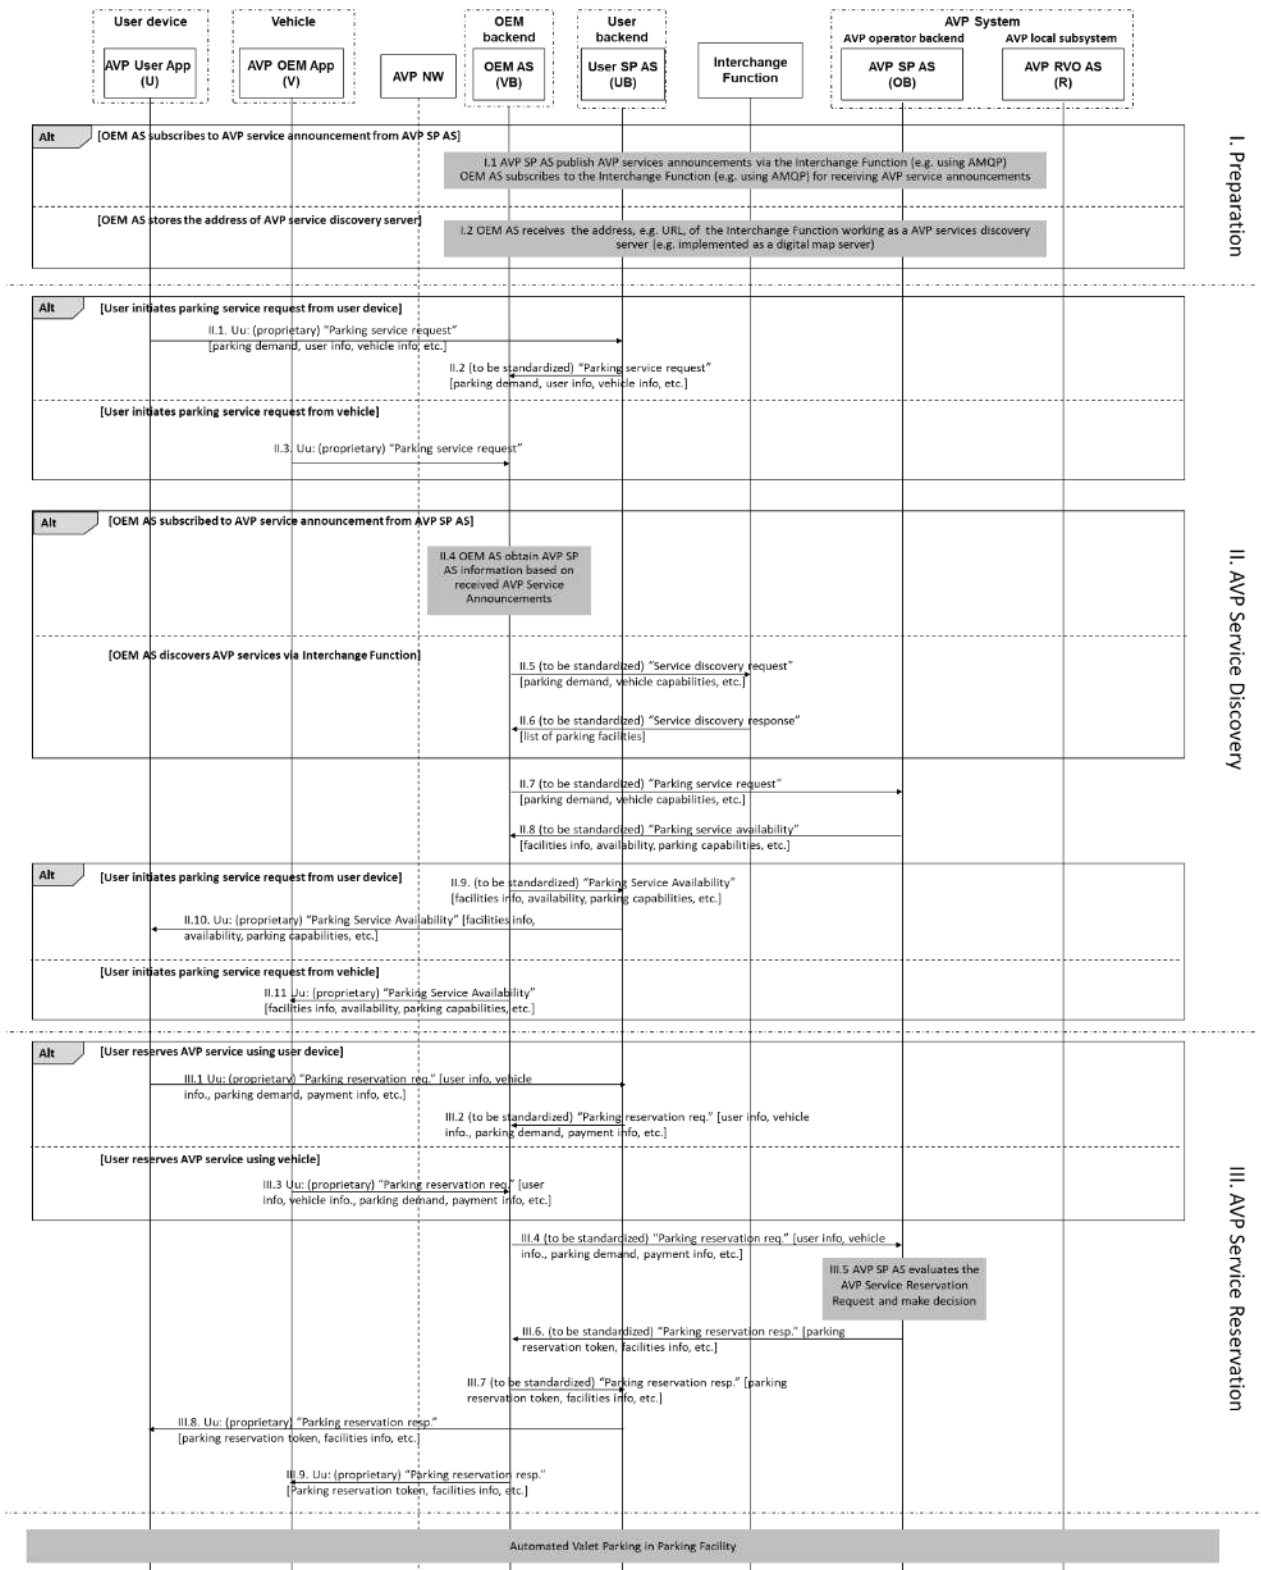 User device
Vehicle
OEM
backend
User
backend
AVP System
AVP operator backend
AVP local subsystem
AVP User App
(U)
AVP OEM App
(V)
AVP NW
OEM AS
(VB)
User SP AS
(UB)
Interchange
Function
AVP SP AS
(OB)
AVP RVO AS
(R)
I. Preparation
Alt
[OEM AS subscribes to AVP service announcement from AVP SP AS]
I.1 AVP SP AS publish AVP services announcements via the Interchange Function (e.g. using AMQP)
OEM AS subscribes to the Interchange Function (e.g. using AMQP) for receiving AVP service announcements
[OEM AS stores the address of AVP service discovery server]
I.2 OEM AS receives the address, e.g. URL, of the Interchange Function working as a AVP services discovery
server (e.g. implemented as a digital map server)
II. AVP Service Discovery
Alt
[User initiates parking service request from user device]
II.1. Uu: (proprietary) “Parking service request”
[parking demand, user info, vehicle info, etc.]
II.2 (to be standardized) “Parking service request”
[parking demand, user info, vehicle info, etc.]
[User initiates parking service request from vehicle]
II.3. Uu: (proprietary) “Parking service request”
Alt
[OEM AS subscribed to AVP service announcement from AVP SP AS]
II.4 OEM AS obtain AVP SP
AS information based on
received AVP Service
Announcements
[OEM AS discovers AVP services via Interchange Function]
II.5 (to be standardized) “Service discovery request”
[parking demand, vehicle capabilities, etc.]
II.6 (to be standardized) “Service discovery response”
[list of parking facilities]
II.7 (to be standardized) “Parking service request”
[parking demand, vehicle capabilities, etc.]
II.8 (to be standardized) “Parking service availability”
[facilities info, availability, parking capabilities, etc.]
Alt
[User initiates parking service request from user device]
II.9. (to be standardized) “Parking Service Availability”
[facilities info, availability, parking capabilities, etc.]
II.10. Uu: (proprietary) “Parking Service Availability” [facilities info,
availability, parking capabilities, etc.]
[User initiates parking service request from vehicle]
II.11 Uu: (proprietary) “Parking Service Availability”
[facilities info, availability, parking capabilities, etc.]
III. AVP Service Reservation
Alt
[User reserves AVP service using user device]
III.1 Uu: (proprietary) “Parking reservation req.” [user info, vehicle
info., parking demand, payment info, etc.]
III.2 (to be standardized) “Parking reservation req.” [user info, vehicle
info., parking demand, payment info, etc.]
[User reserves AVP service using vehicle]
III.3 Uu: (proprietary) “Parking reservation req.” [user
info, vehicle info., parking demand, payment info, etc.]
III.4 (to be standardized) “Parking reservation req.” [user info, vehicle
info., parking demand, payment info, etc.]
III.5 AVP SP AS evaluates the
AVP Service Reservation
Request and make decision
III.6. (to be standardized) “Parking reservation resp.” [parking
reservation token, facilities info, etc.]
III.7 (to be standardized) “Parking reservation resp.” [parking
reservation token, facilities info, etc.]
III.8. Uu: (proprietary) “Parking reservation resp.”
[parking reservation token, facilities info, etc.]
III.9. Uu: (proprietary) “Parking reservation resp.”
[Parking reservation token, facilities info, etc.]
Automated Valet Parking in Parking Facility